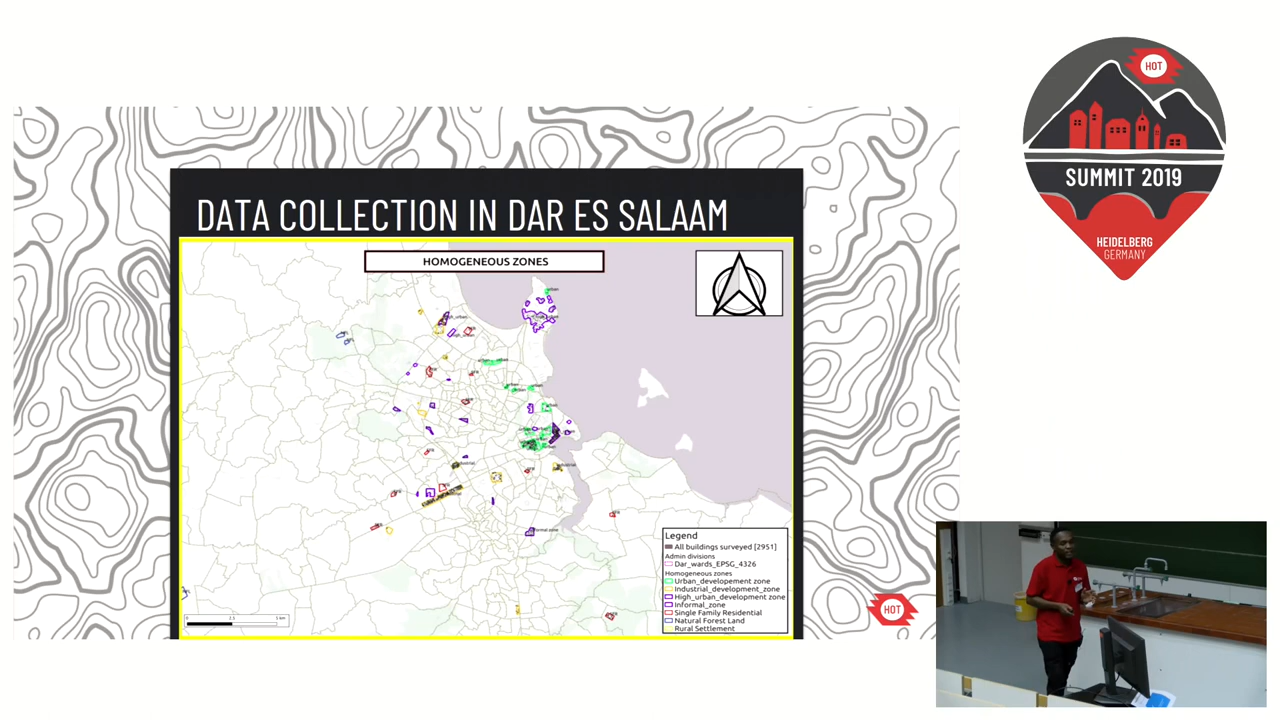 DATA COLLECTION IN DAR ES SALAAM
HOMOGENEOUS ZONES
Legend
All buildings surveyed [2951]
Admin divisions
Dar_wards_EPSG_4326
Homogeneous zones
Urban_developement zone
Industrial_development_zone
High_urban_development zone
Informal_zone
Single Family Residential
Natural Forest Land
Rural Settlement
HOT
HOT
SUMMIT 2019
HEIDELBERG
GERMANY